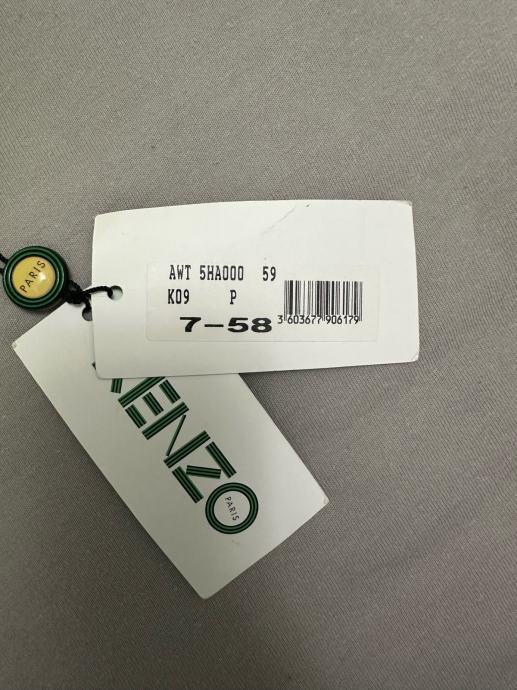 AWT 5HA000 59
K09 P
7-58
3 603677 906179
PARIS
KENZO
PARIS